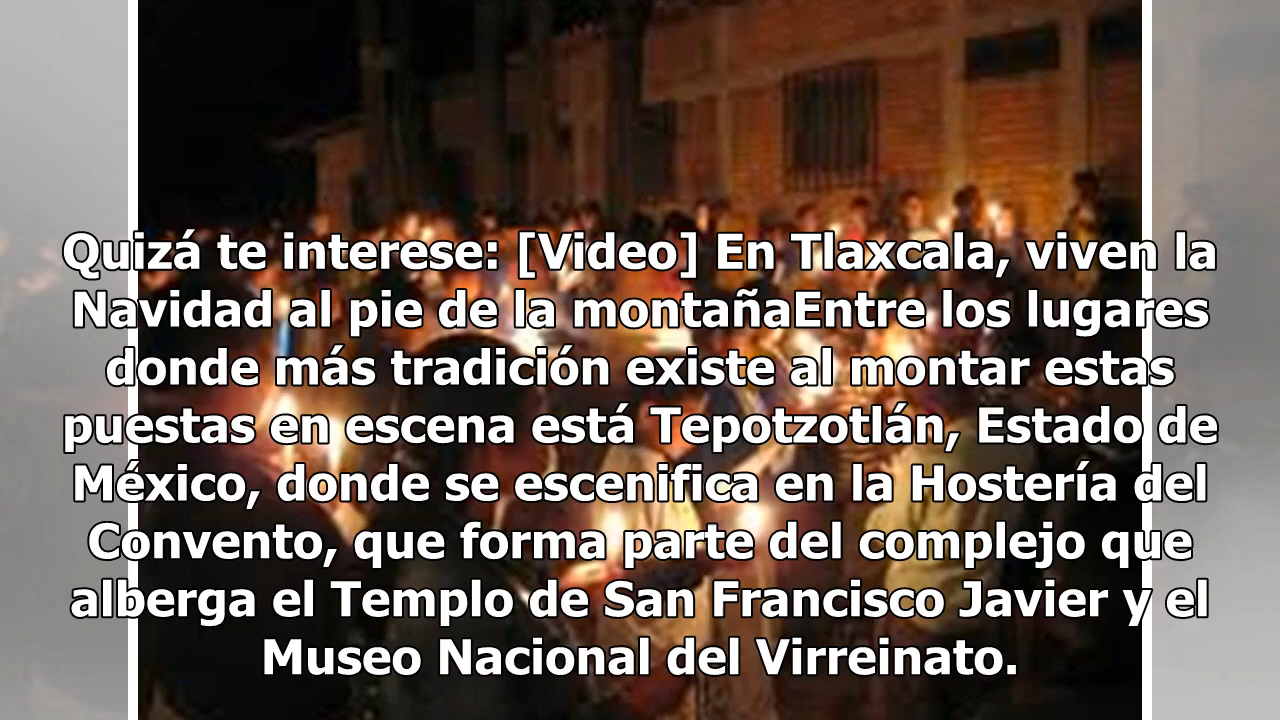 Quizá te interese: [Video] En Tlaxcala, viven la
Navidad al pie de la montañaEntre los lugares
donde más tradición existe al montar estas
puestas en escena está Tepotzotlán, Estado de
México, donde se escenifica en la Hostería del
Convento, que forma parte del complejo que
alberga el Templo de San Francisco Javier y el
Museo Nacional del Virreinato.